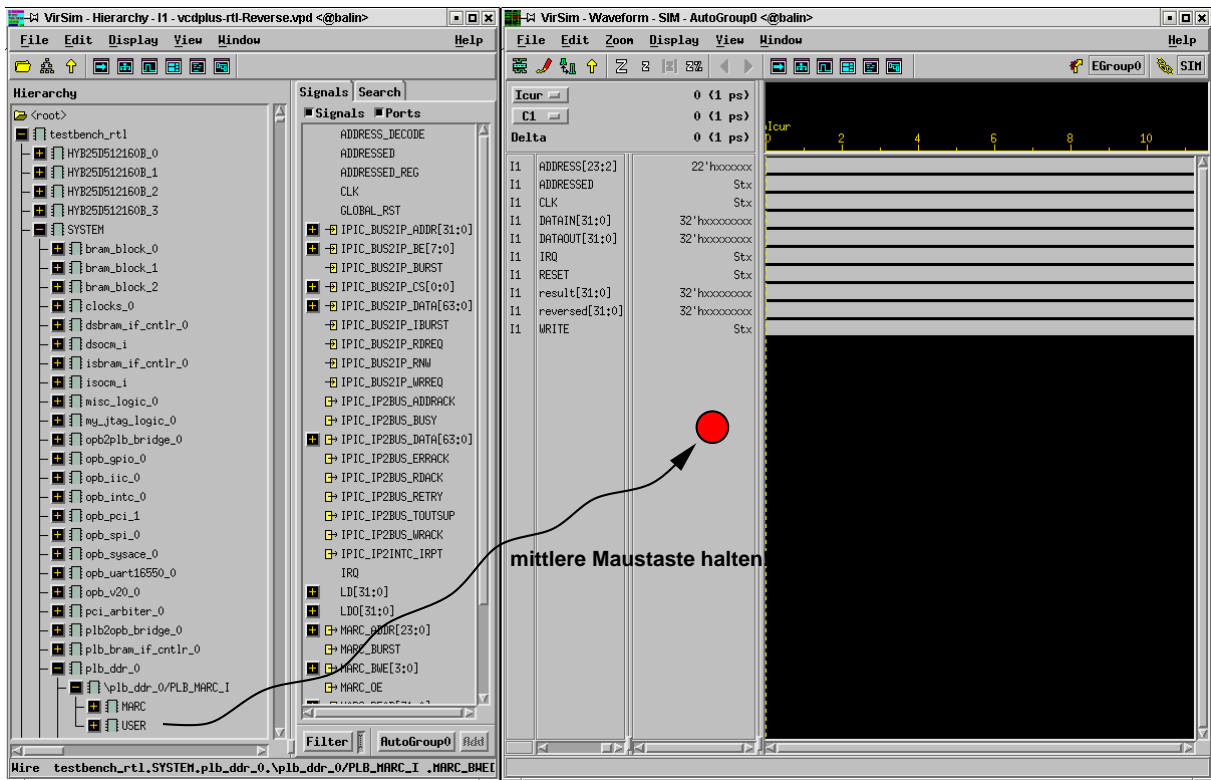 VirSim - Hierarchy - I1 - vcdplus-rtl-Reverse.vpd <@balin>
File Edit Display View Window Help
Hierarchy
<root>
testbench_rtl
HYB25D512160B_0
HYB25D512160B_1
HYB25D512160B_2
HYB25D512160B_3
SYSTEM
bram_block_0
bram_block_1
bram_block_2
clocks_0
dsbram_if_cntlr_0
dsocm_i
isbram_if_cntlr_0
isocm_i
misc_logic_0
my_jtag_logic_0
opb2plb_bridge_0
opb_gpio_0
opb_iic_0
opb_intc_0
opb_pci_1
opb_spi_0
opb_sysace_0
opb_uart16550_0
opb_v20_0
pci_arbiter_0
plb2opb_bridge_0
plb_bram_if_cntlr_0
plb_ddr_0
\plb_ddr_0/PLB_MARC_I
MARC
USER
Signals Search
Signals Ports
ADDRESS_DECODE
ADDRESSED
ADDRESSED_REG
CLK
GLOBAL_RST
IPIC_BUS2IP_ADDR[31:0]
IPIC_BUS2IP_BE[7:0]
IPIC_BUS2IP_BURST
IPIC_BUS2IP_CS[0:0]
IPIC_BUS2IP_DATA[63:0]
IPIC_BUS2IP_IBURST
IPIC_BUS2IP_RDREQ
IPIC_BUS2IP_RNW
IPIC_BUS2IP_WRREQ
IPIC_IP2BUS_ADDRACK
IPIC_IP2BUS_BUSY
IPIC_IP2BUS_DATA[63:0]
IPIC_IP2BUS_ERRACK
IPIC_IP2BUS_RDACK
IPIC_IP2BUS_RETRY
IPIC_IP2BUS_TOUTSUP
IPIC_IP2BUS_WRACK
IPIC_IP2INTC_IRPT
IRQ
LD[31:0]
LDO[31:0]
MARC_ADDR[23:0]
MARC_BURST
MARC_BWE[3:0]
MARC_OE
Filter AutoGroup0 Add
Wire testbench_rtl.SYSTEM.plb_ddr_0.\plb_ddr_0/PLB_MARC_I .MARC_BWE[
VirSim - Waveform - SIM - AutoGroup0 <@balin>
File Edit Zoom Display View Window Help
EGroup0 SIM
Icur 0 (1 ps)
C1 0 (1 ps)
Delta 0 (1 ps)
Icur
0 2 4 6 8 10
I1 ADDRESS[23:2] 22'hxxxxxx
I1 ADDRESSED Stx
I1 CLK Stx
I1 DATAIN[31:0] 32'hxxxxxxxx
I1 DATAOUT[31:0] 32'hxxxxxxxx
I1 IRQ Stx
I1 RESET Stx
I1 result[31:0] 32'hxxxxxxxx
I1 reversed[31:0] 32'hxxxxxxxx
I1 WRITE Stx
mittlere Maustaste halten